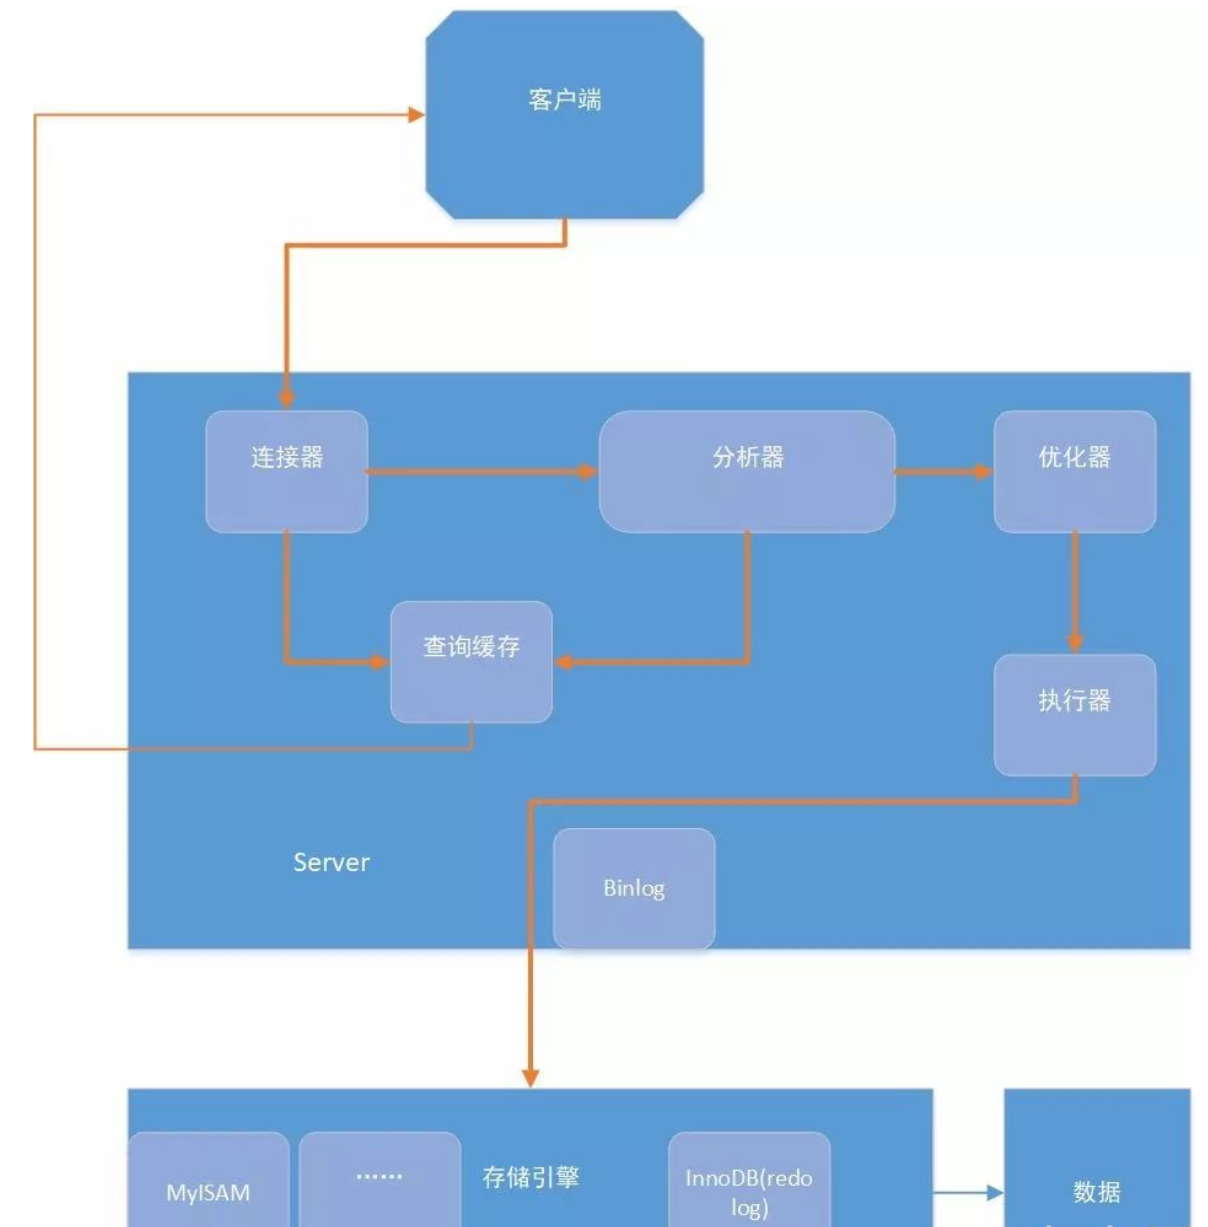 客户端
连接器
分析器
优化器
查询缓存
执行器
Server
Binlog
MyISAM
......
存储引擎
InnoDB(redo
log)
数据